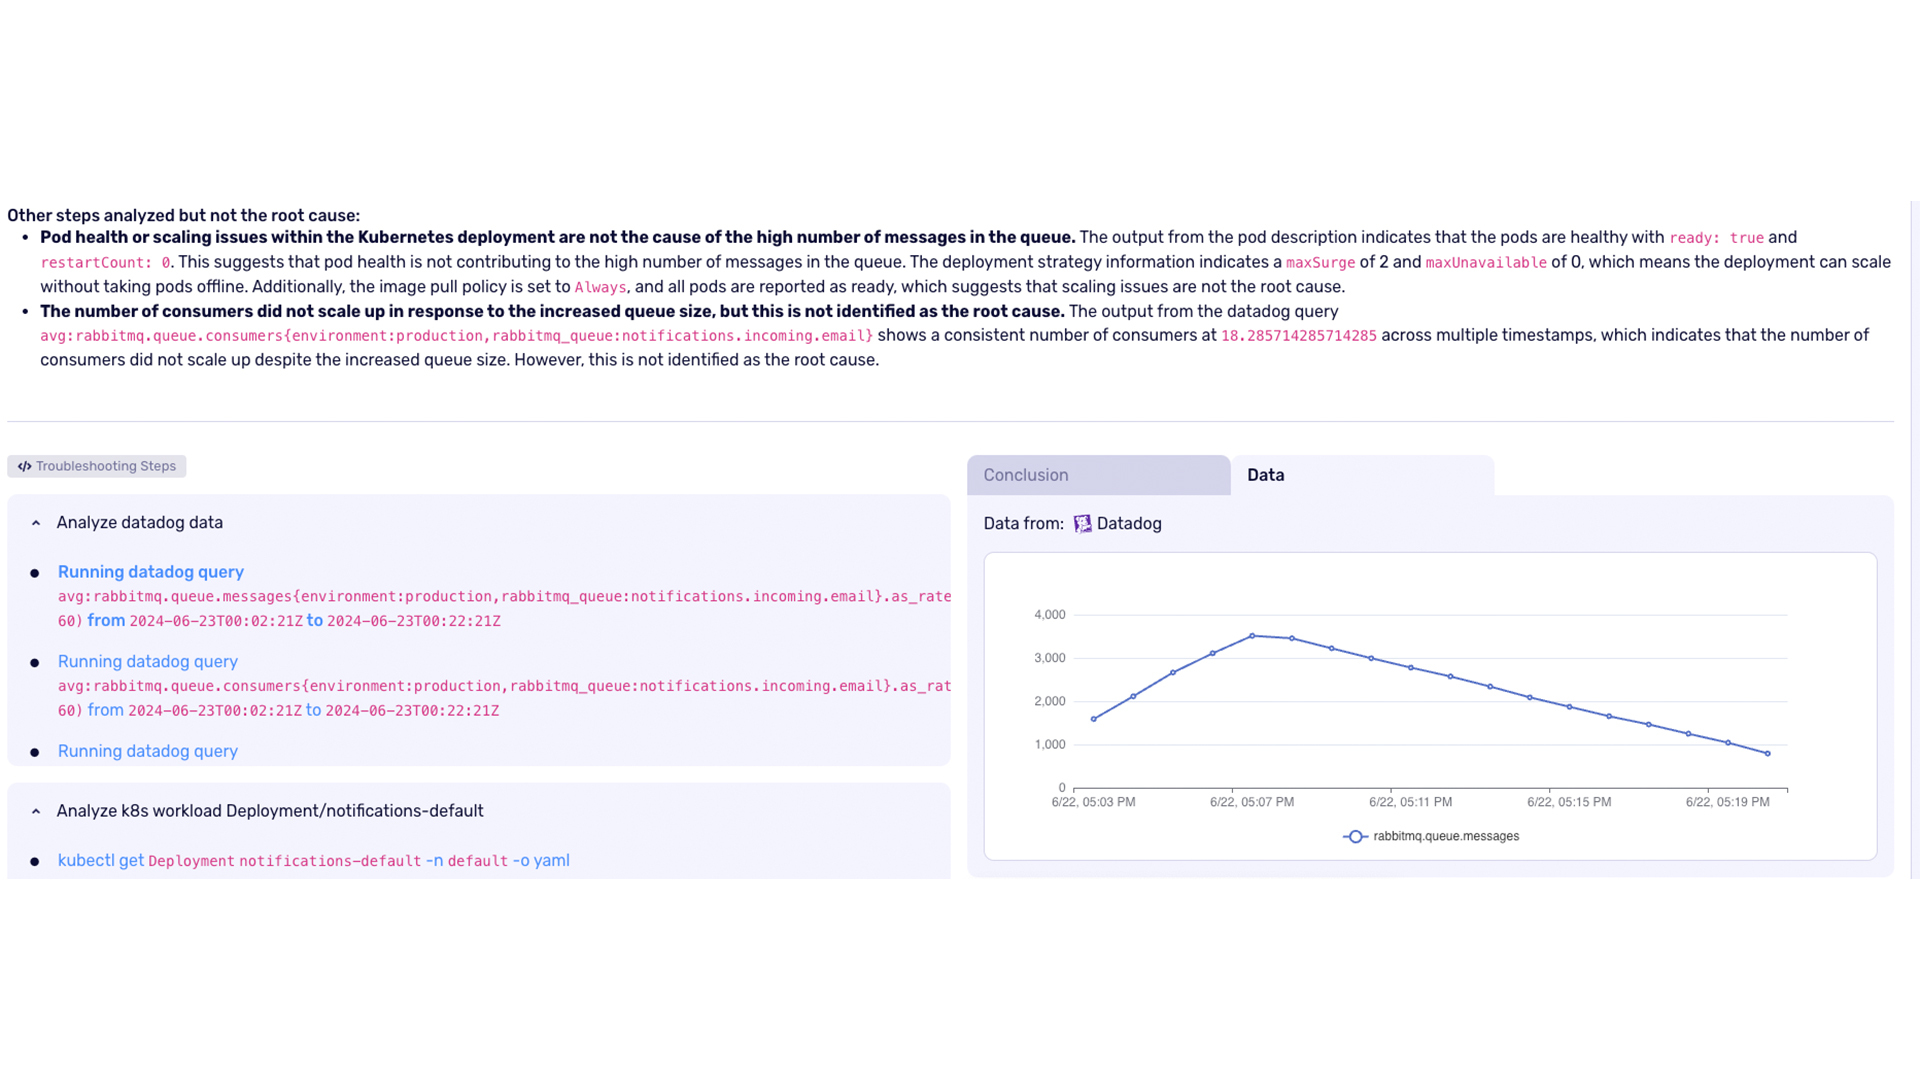 Other steps analyzed but not the root cause:
• Pod health or scaling issues within the Kubernetes deployment are not the cause of the high number of messages in the queue. The output from the pod description indicates that the pods are healthy with ready: true and
restartCount: 0. This suggests that pod health is not contributing to the high number of messages in the queue. The deployment strategy information indicates a maxSurge of 2 and maxUnavailable of 0, which means the deployment can scale
without taking pods offline. Additionally, the image pull policy is set to Always, and all pods are reported as ready, which suggests that scaling issues are not the root cause.
• The number of consumers did not scale up in response to the increased queue size, but this is not identified as the root cause. The output from the datadog query
avg:rabbitmq.queue.consumers{environment:production,rabbitmq_queue:notifications.incoming.email} shows a consistent number of consumers at 18.285714285714285 across multiple timestamps, which indicates that the number of
consumers did not scale up despite the increased queue size. However, this is not identified as the root cause.
</> Troubleshooting Steps
Analyze datadog data
Running datadog query
avg:rabbitmq.queue.messages{environment:production,rabbitmq_queue:notifications.incoming.email}.as_rate
60) from 2024-06-23T00:02:21Z to 2024-06-23T00:22:21Z
Running datadog query
avg:rabbitmq.queue.consumers{environment:production,rabbitmq_queue:notifications.incoming.email}.as_rat
60) from 2024-06-23T00:02:21Z to 2024-06-23T00:22:21Z
Running datadog query
Analyze k8s workload Deployment/notifications-default
kubectl get Deployment notifications-default -n default -o yaml
Conclusion
Data
Data from: Datadog
4,000
3,000
2,000
1,000
0
6/22, 05:03 PM 6/22, 05:07 PM 6/22, 05:11 PM 6/22, 05:15 PM 6/22, 05:19 PM
rabbitmq.queue.messages